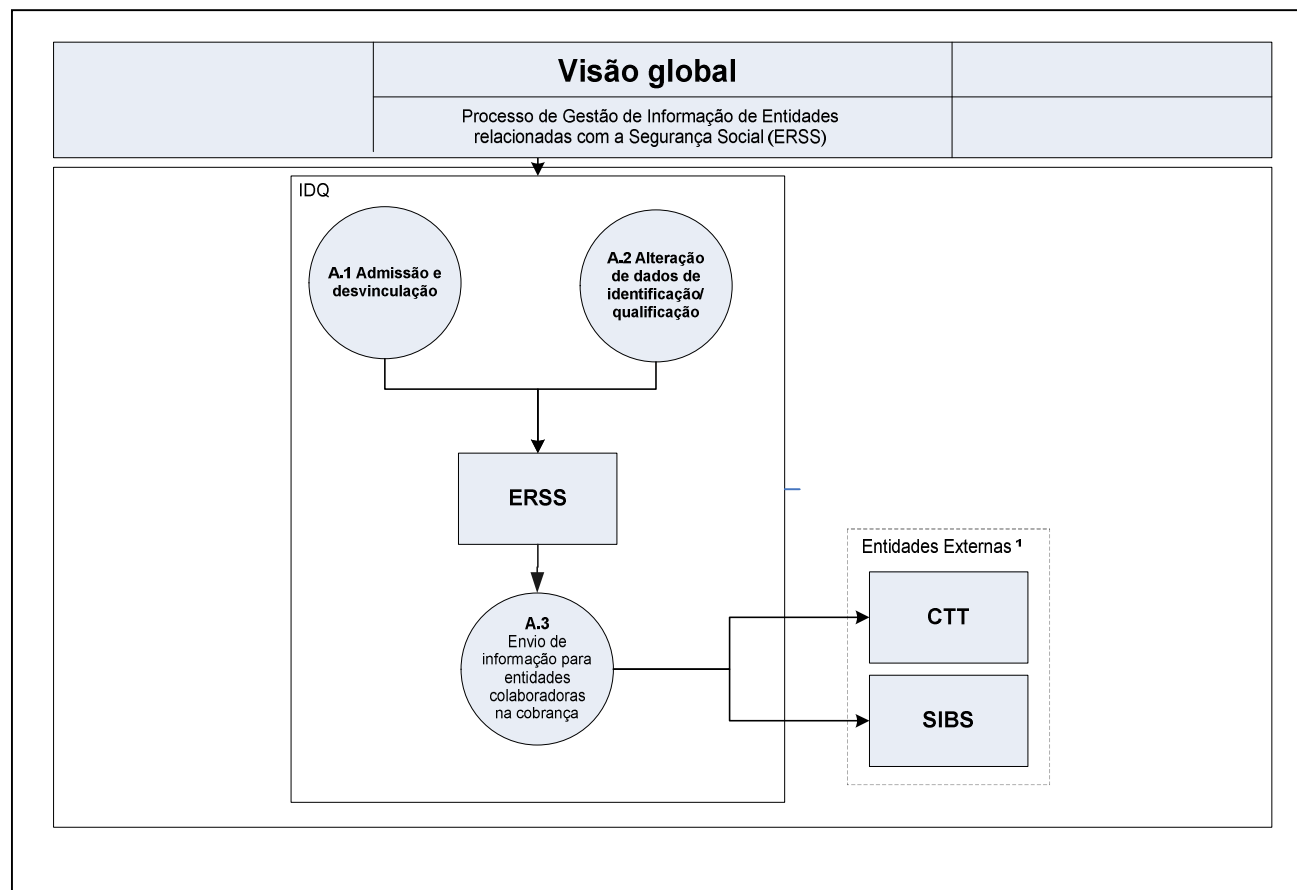 Visão global
Processo de Gestão de Informação de Entidades
relacionadas com a Segurança Social (ERSS)
IDQ
A.1 Admissão e
desvinculação
A.2 Alteração
de dados de
identificação/
qualificação
ERSS
A.3
Envio de
informação para
entidades
colaboradoras
na cobrança
Entidades Externas ¹
CTT
SIBS